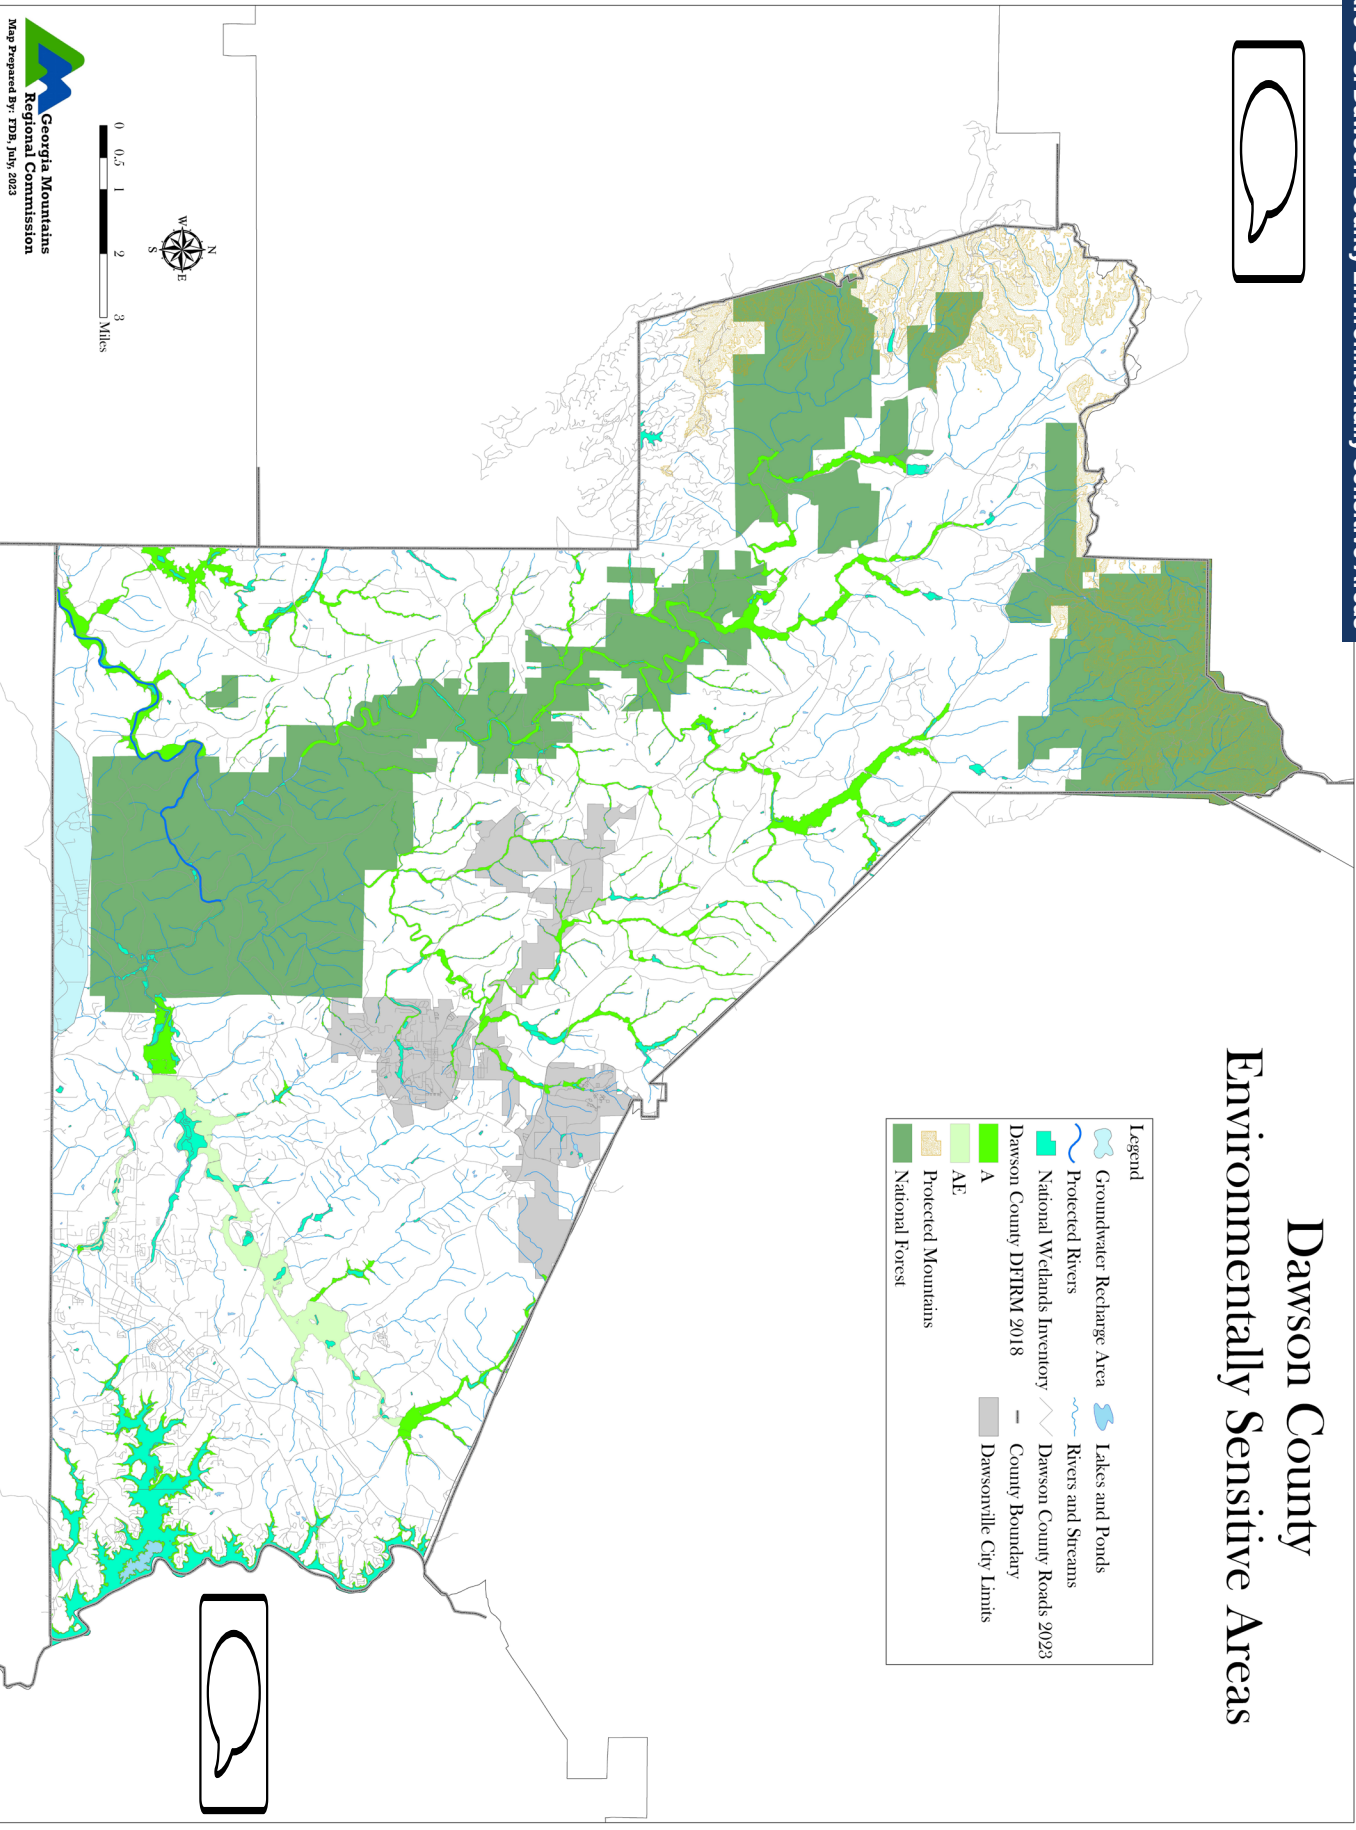 Dawson County
Environmentally Sensitive Areas
Legend
Groundwater Recharge Area
Protected Rivers
National Wetlands Inventory
Dawson County DFIRM 2018
A
AE
Protected Mountains
National Forest
Lakes and Ponds
Rivers and Streams
Dawson County Roads 2023
County Boundary
Dawsonville City Limits
N
W
E
S
0 0.5 1 2 3
Miles
Georgia Mountains
Regional Commission
Map Prepared By: FDB, July, 2023